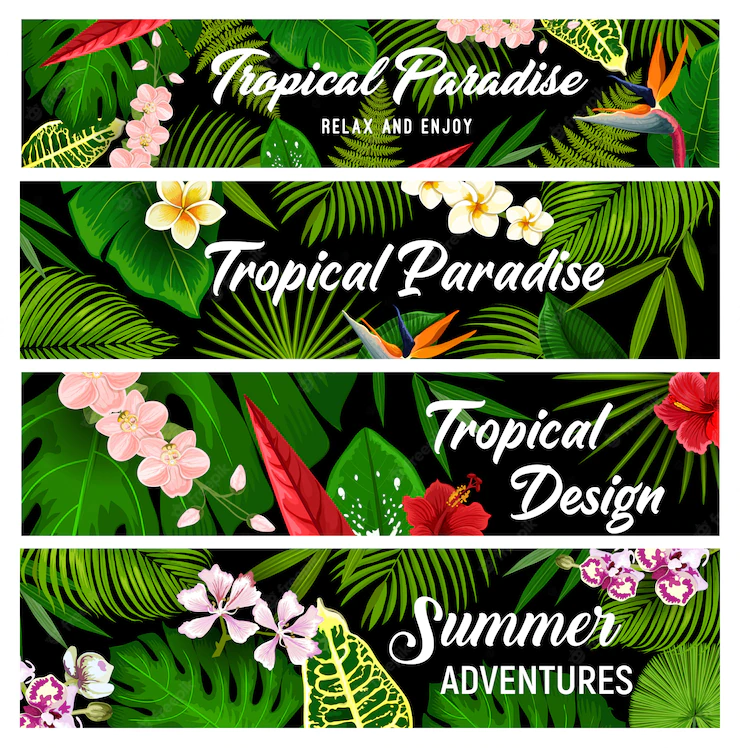 Tropical Paradise
RELAX AND ENJOY
Tropical Paradise
Tropical
Design
Summer
ADVENTURES